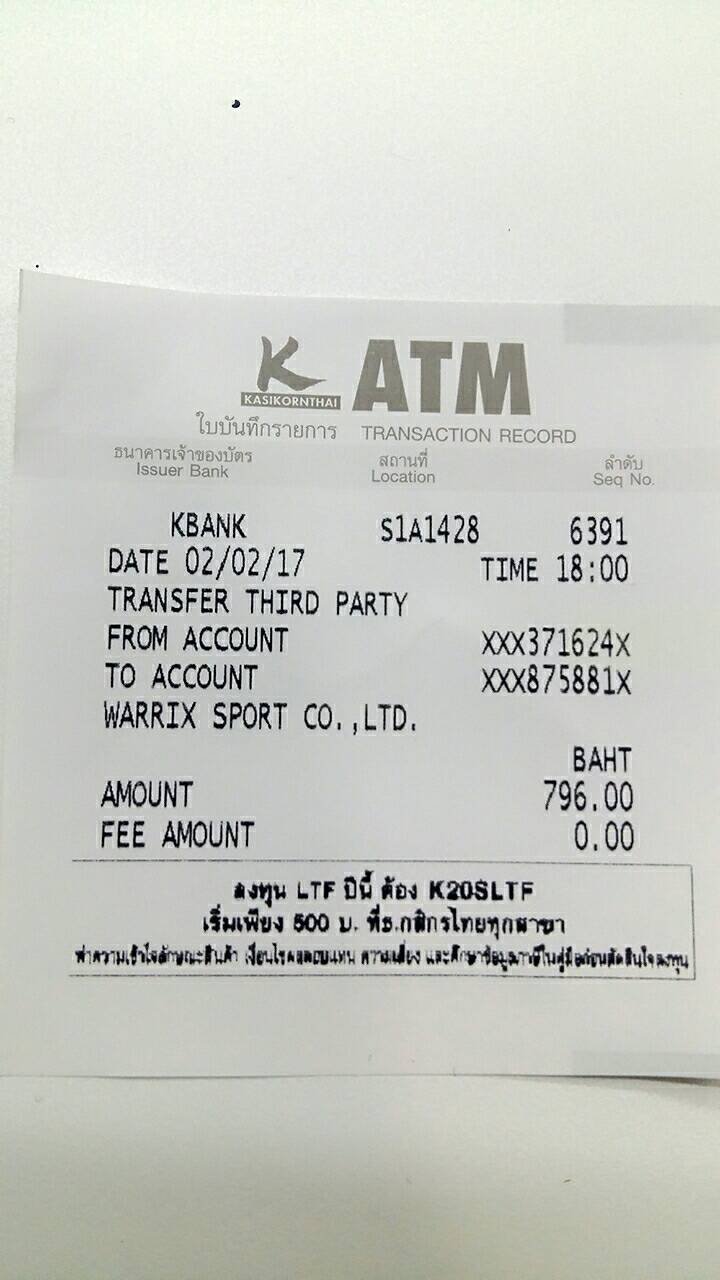 K ATM
KASIKORNTHAI
ใบบันทึกรายการ TRANSACTION RECORD
ธนาคารเจ้าของบัตร สถานที่ ลำดับ
Issuer Bank Location Seq No.
KBANK S1A1428 6391
DATE 02/02/17 TIME 18:00
TRANSFER THIRD PARTY
FROM ACCOUNT XXX371624X
TO ACCOUNT XXX875881X
WARRIX SPORT CO.,LTD.
BAHT
AMOUNT 796.00
FEE AMOUNT 0.00
ลงทุน LTF ปีนี้ ต้อง K20SLTF
เริ่มเพียง 500 บ. ที่ธ.กสิกรไทยทุกสาขา
ทำความเข้าใจลักษณะสินค้า เงื่อนไขผลตอบแทน ความเสี่ยง และศึกษาข้อมูลภาษีในคู่มือก่อนตัดสินใจลงทุน